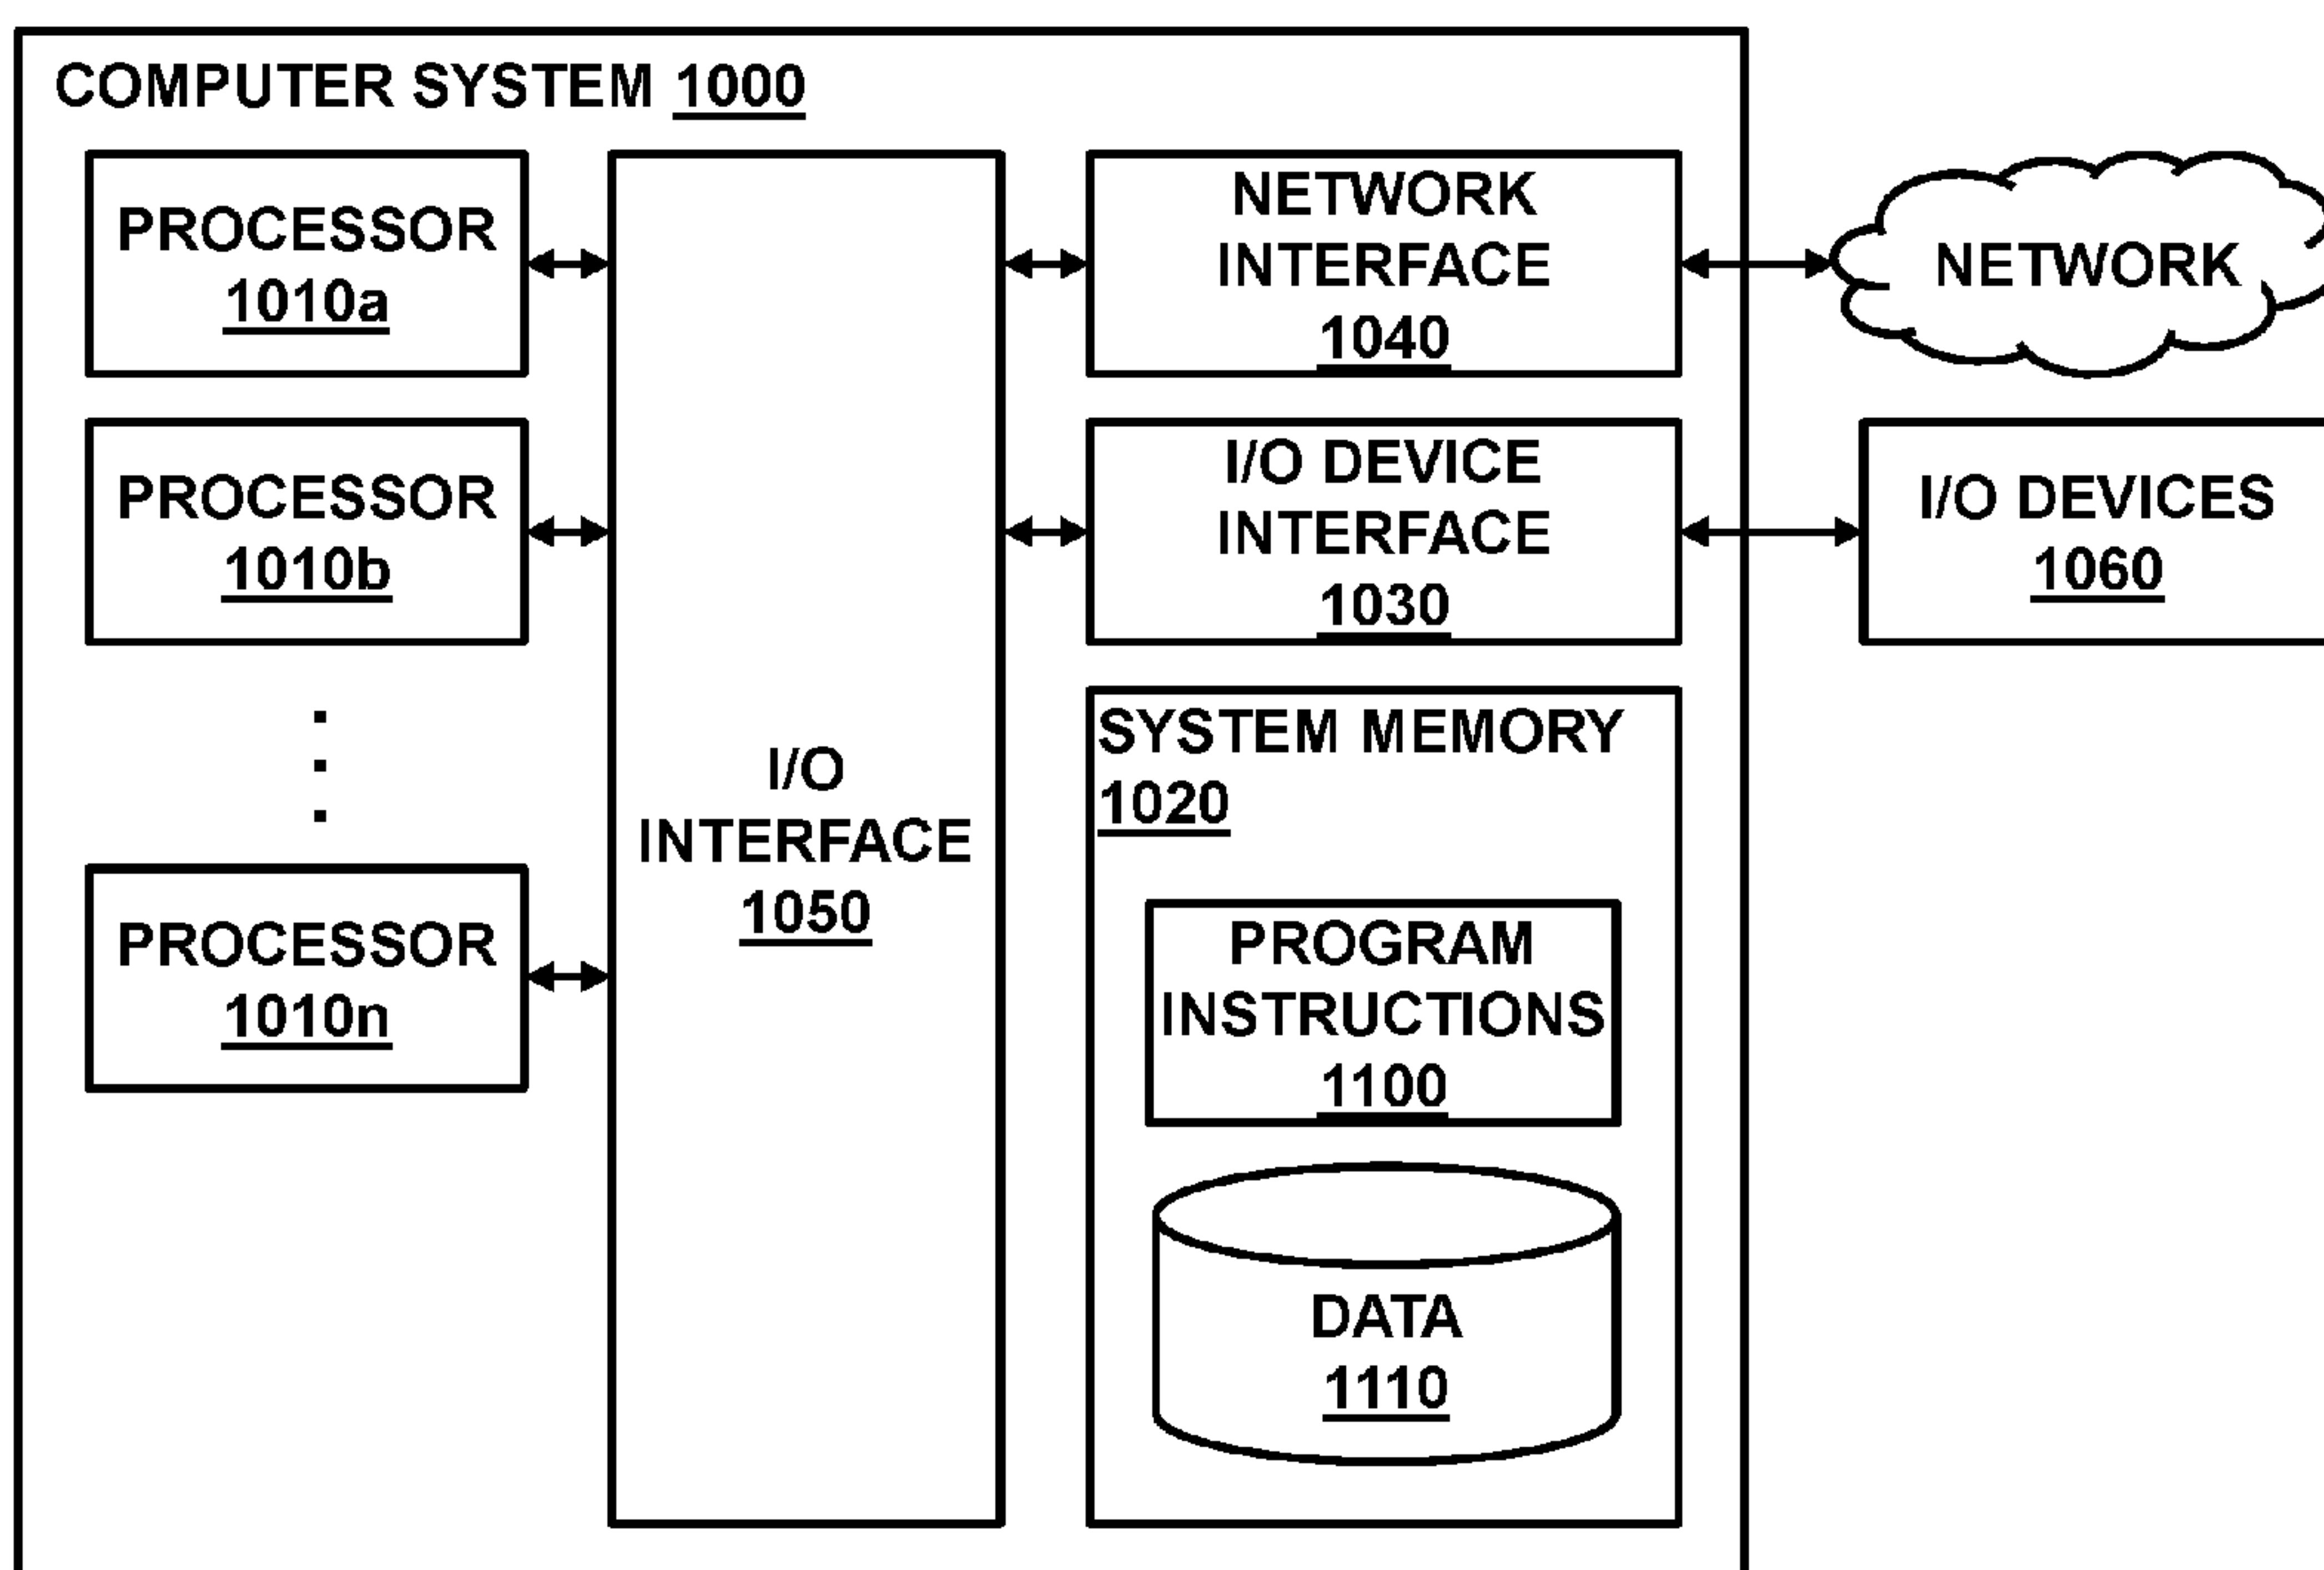 COMPUTER SYSTEM 1000
PROCESSOR
1010a
PROCESSOR
1010b
PROCESSOR
1010n
I/O
INTERFACE
1050
NETWORK
INTERFACE
1040
I/O DEVICE
INTERFACE
1030
SYSTEM MEMORY
1020
PROGRAM
INSTRUCTIONS
1100
DATA
1110
NETWORK
I/O DEVICES
1060